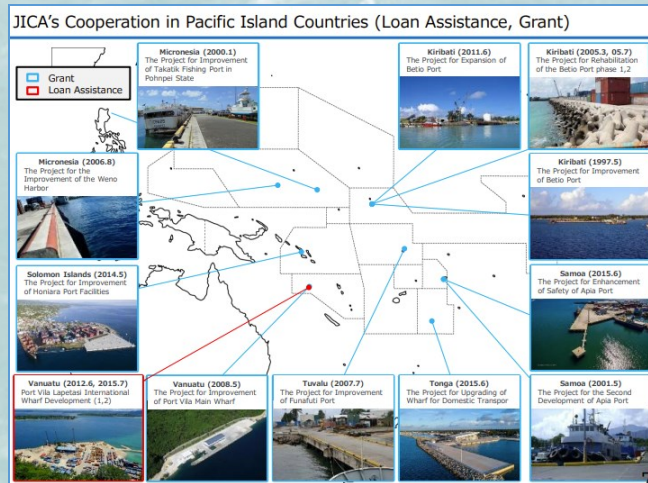 JICA's Cooperation in Pacific Island Countries (Loan Assistance, Grant)
Grant
Loan Assistance
Micronesia (2000.1)
The Project for Improvement
of Takatik Fishing Port in
Pohnpei State
Kiribati (2011.6)
The Project for Expansion of
Betio Port
Kiribati (2005.3, 05.7)
The Project for Rehabilitation
of the Betio Port phase 1,2
Micronesia (2006.8)
The Project for the
Improvement of the Weno
Harbor
Kiribati (1997.5)
The Project for Improvement
of Betio Port
Solomon Islands (2014.5)
The Project for Improvement
of Honiara Port Facilities
Samoa (2015.6)
The Project for Enhancement
of Safety of Apia Port
Vanuatu (2012.6, 2015.7)
Port Vila Lapetasi International
Wharf Development (1,2)
Vanuatu (2008.5)
The Project for Improvement
of Port Vila Main Wharf
Tuvalu (2007.7)
The Project for Improvement
of Funafuti Port
Tonga (2015.6)
The Project for Upgrading of
Wharf for Domestic Transpor
Samoa (2001.5)
The Project for the Second
Development of Apia Port